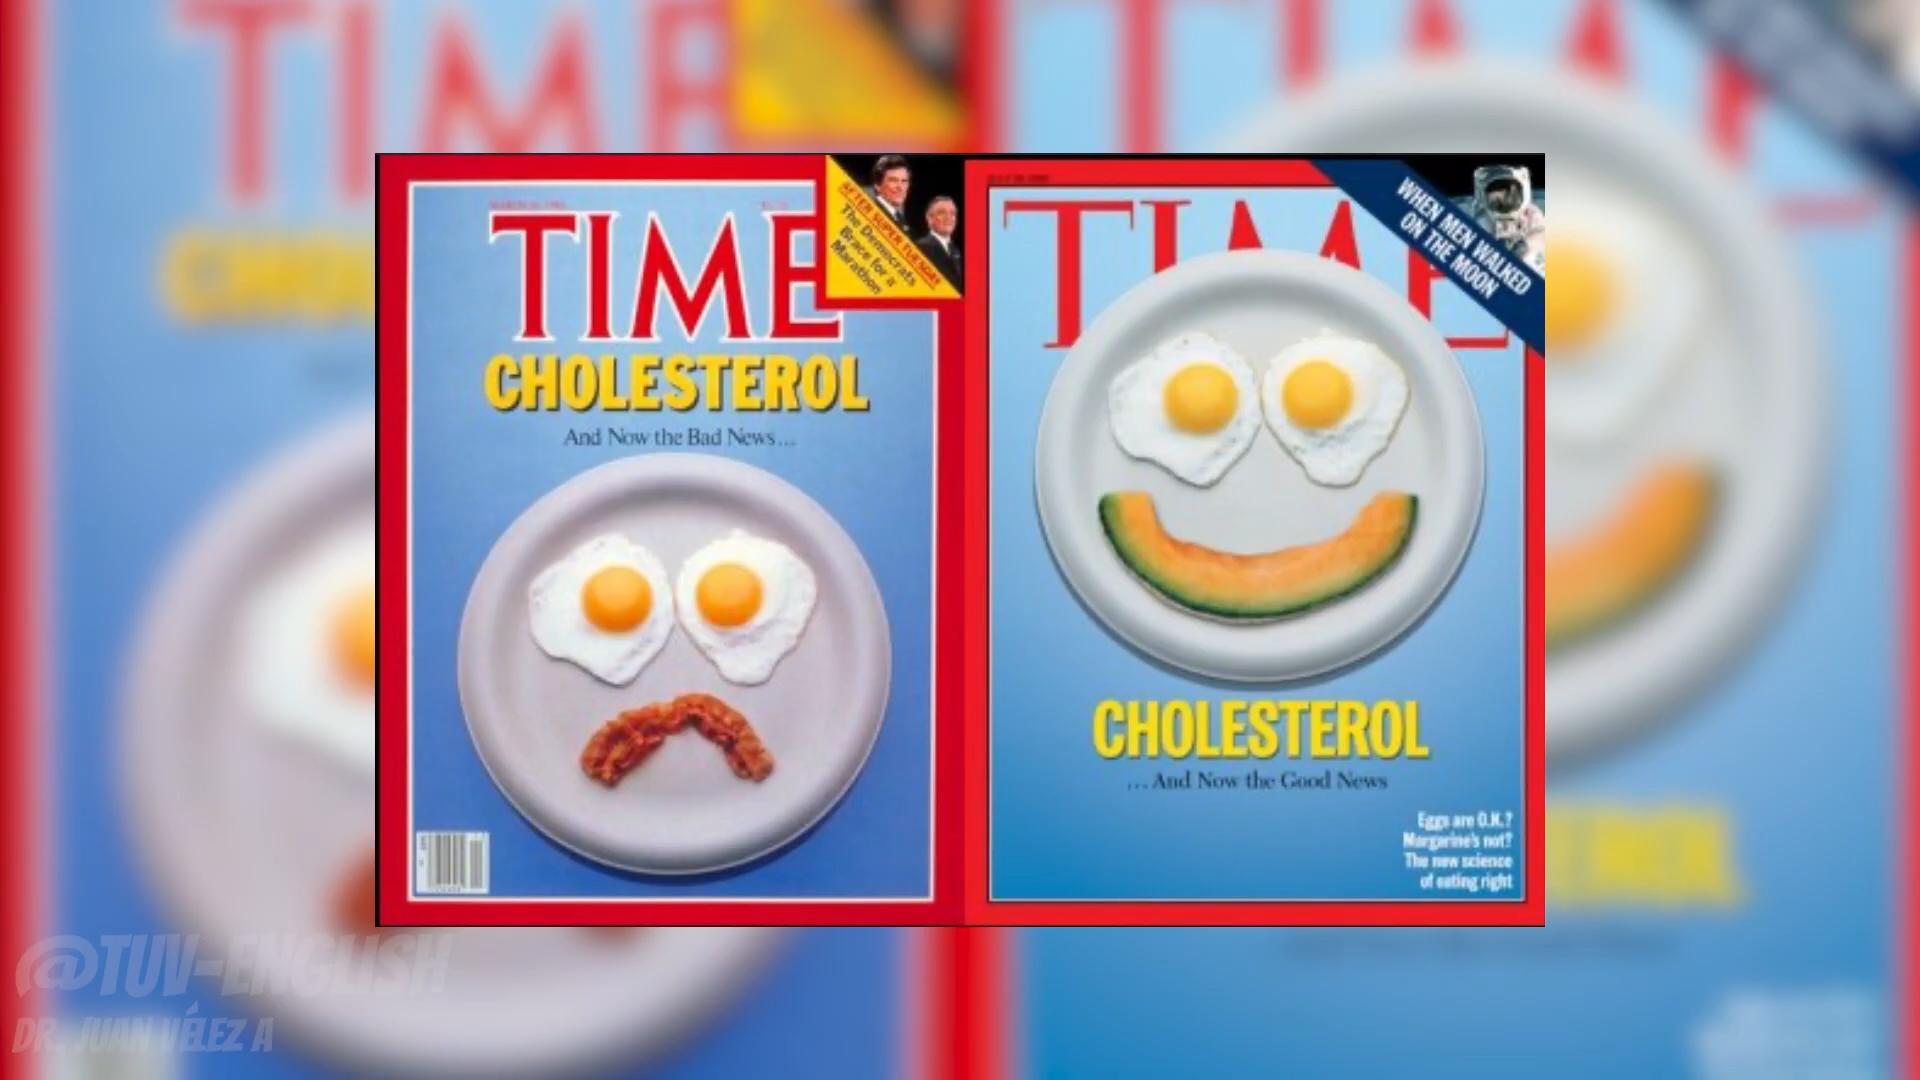 TIME
CHOLESTEROL
And Now the Bad News...
AFTER SUPER TUESDAY
The Democrats
Brace for a
Marathon
TIME
WHEN MEN WALKED
ON THE MOON
CHOLESTEROL
...And Now the Good News
Eggs are O.K.?
Margarine's not?
The new science
of eating right
@TUV-ENGLISH
DR. JUAN VÉLEZ A